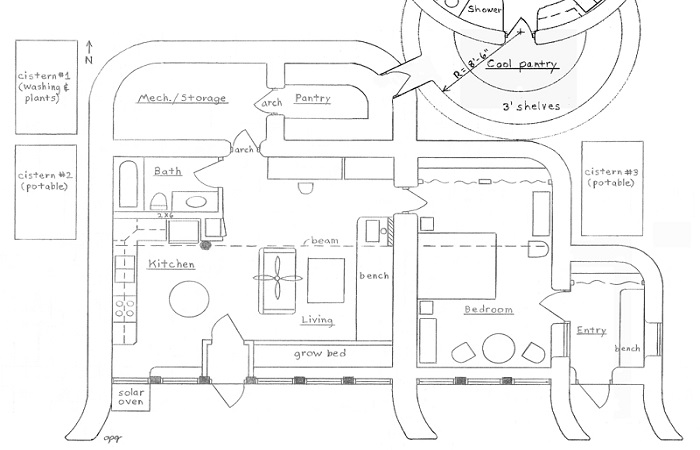 Shower
R=8'-6"
Cool pantry
3' shelves
cistern #1
(washing &
plants)
N
Mech./Storage
arch
Pantry
arch
cistern #2
(potable)
cistern #3
(potable)
Bath
2x6
beam
Kitchen
bench
Living
Bedroom
Entry
bench
grow bed
solar
oven